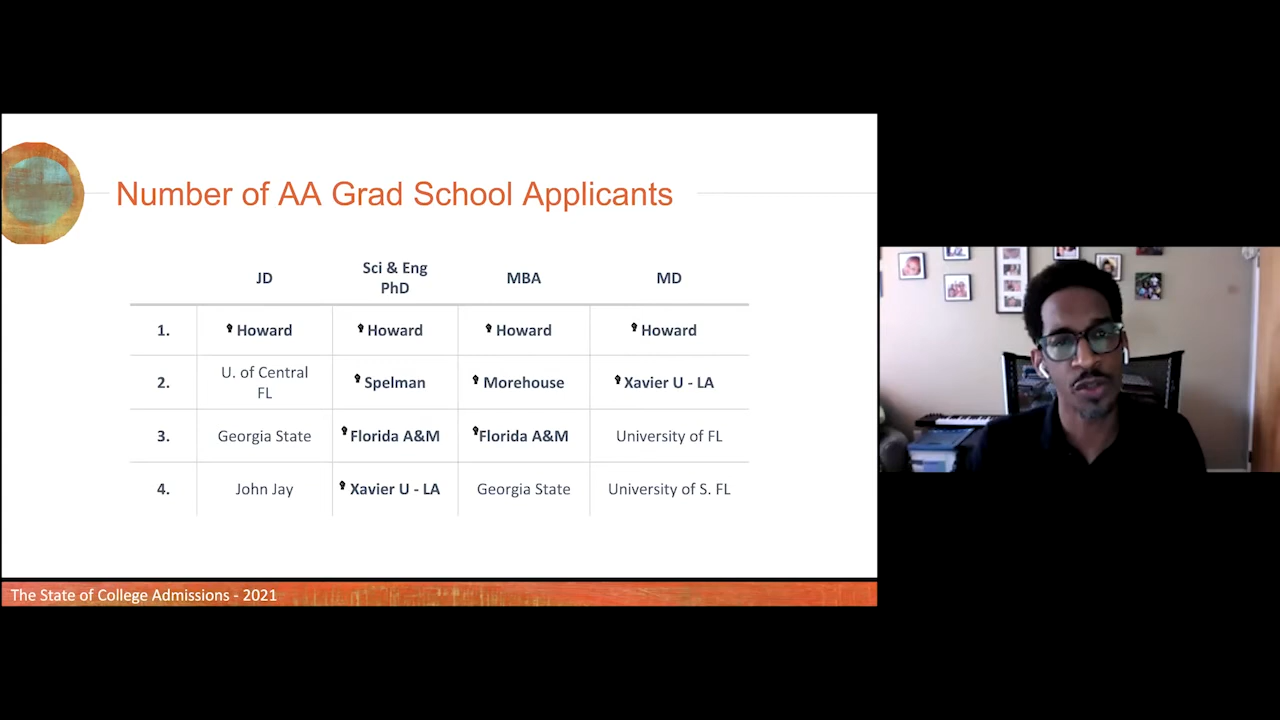 Number of AA Grad School Applicants
JD
Sci & Eng
PhD
MBA
MD
1.
Howard
Howard
Howard
Howard
2.
U. of Central
FL
Spelman
Morehouse
Xavier U - LA
3.
Georgia State
Florida A&M
Florida A&M
University of FL
4.
John Jay
Xavier U - LA
Georgia State
University of S. FL
The State of College Admissions - 2021